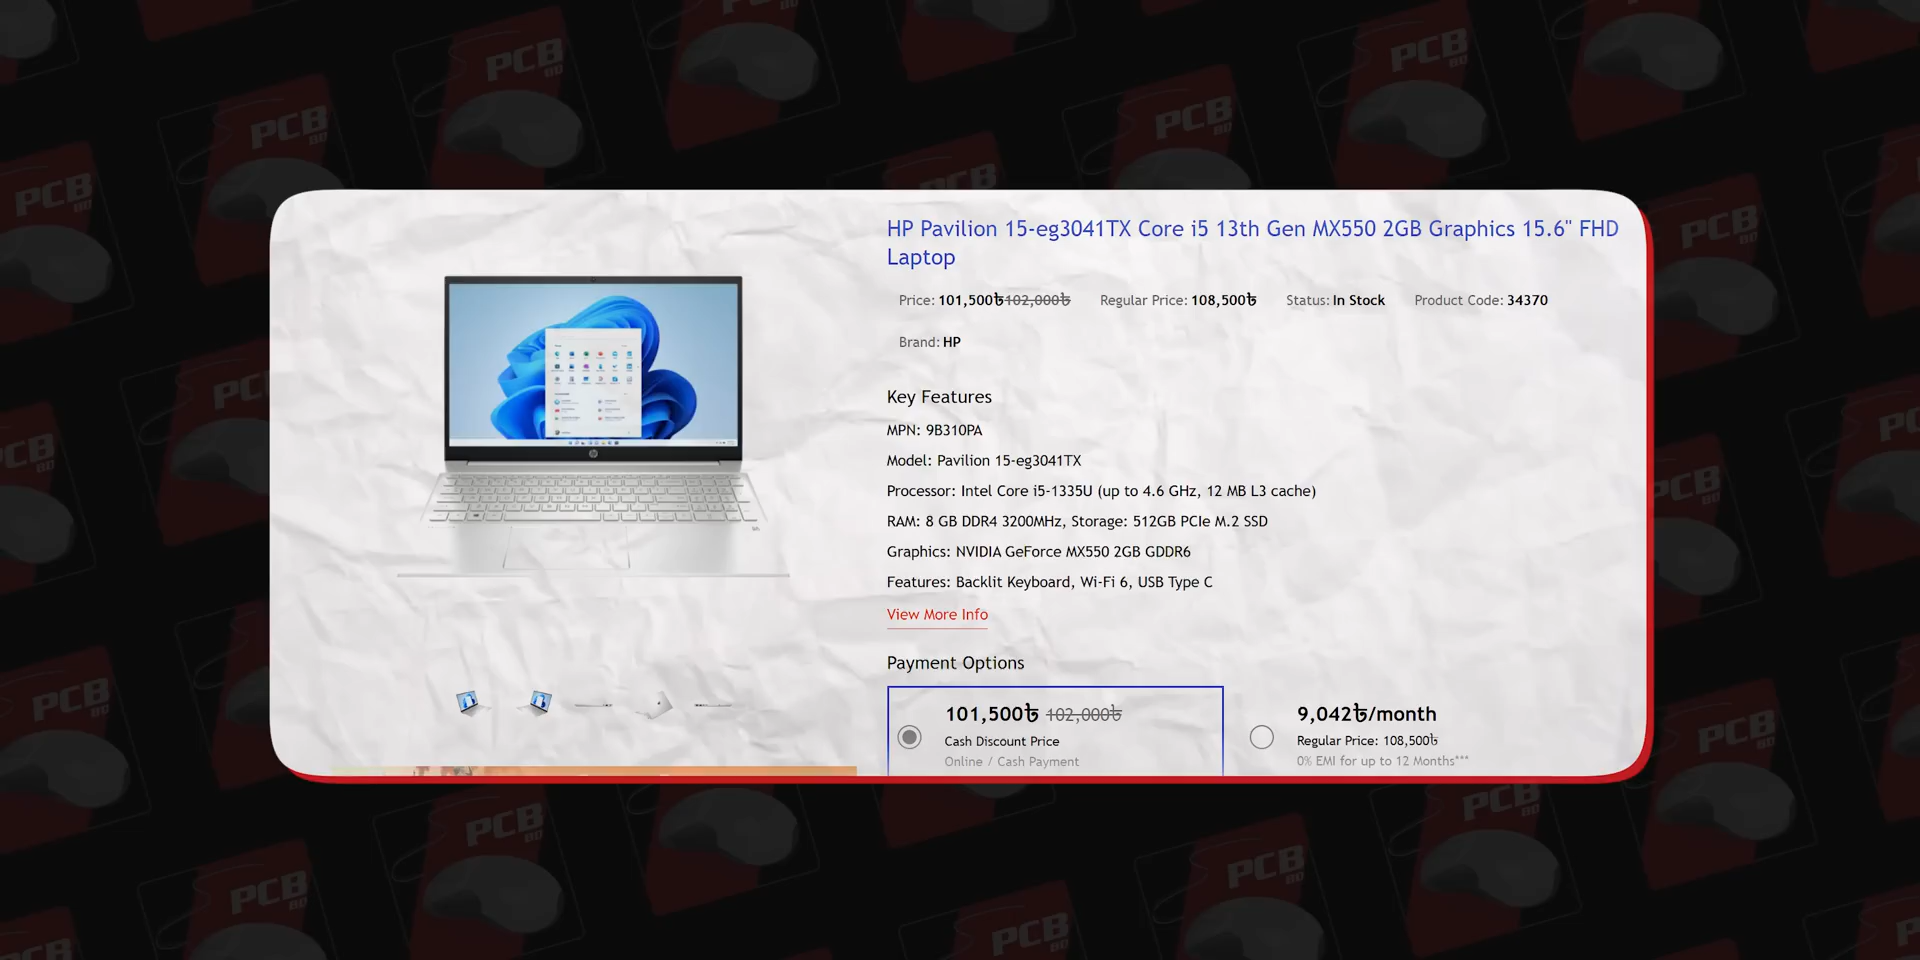 HP Pavilion 15-eg3041TX Core i5 13th Gen MX550 2GB Graphics 15.6" FHD
Laptop
Price: 101,500৳ 102,000৳ Regular Price: 108,500৳ Status: In Stock Product Code: 34370
Brand: HP
Key Features
MPN: 9B310PA
Model: Pavilion 15-eg3041TX
Processor: Intel Core i5-1335U (up to 4.6 GHz, 12 MB L3 cache)
RAM: 8 GB DDR4 3200MHz, Storage: 512GB PCIe M.2 SSD
Graphics: NVIDIA GeForce MX550 2GB GDDR6
Features: Backlit Keyboard, Wi-Fi 6, USB Type C
View More Info
Payment Options
101,500৳ 102,000৳
Cash Discount Price
Online / Cash Payment
9,042৳/month
Regular Price: 108,500৳
0% EMI for up to 12 Months***
PCB
BD